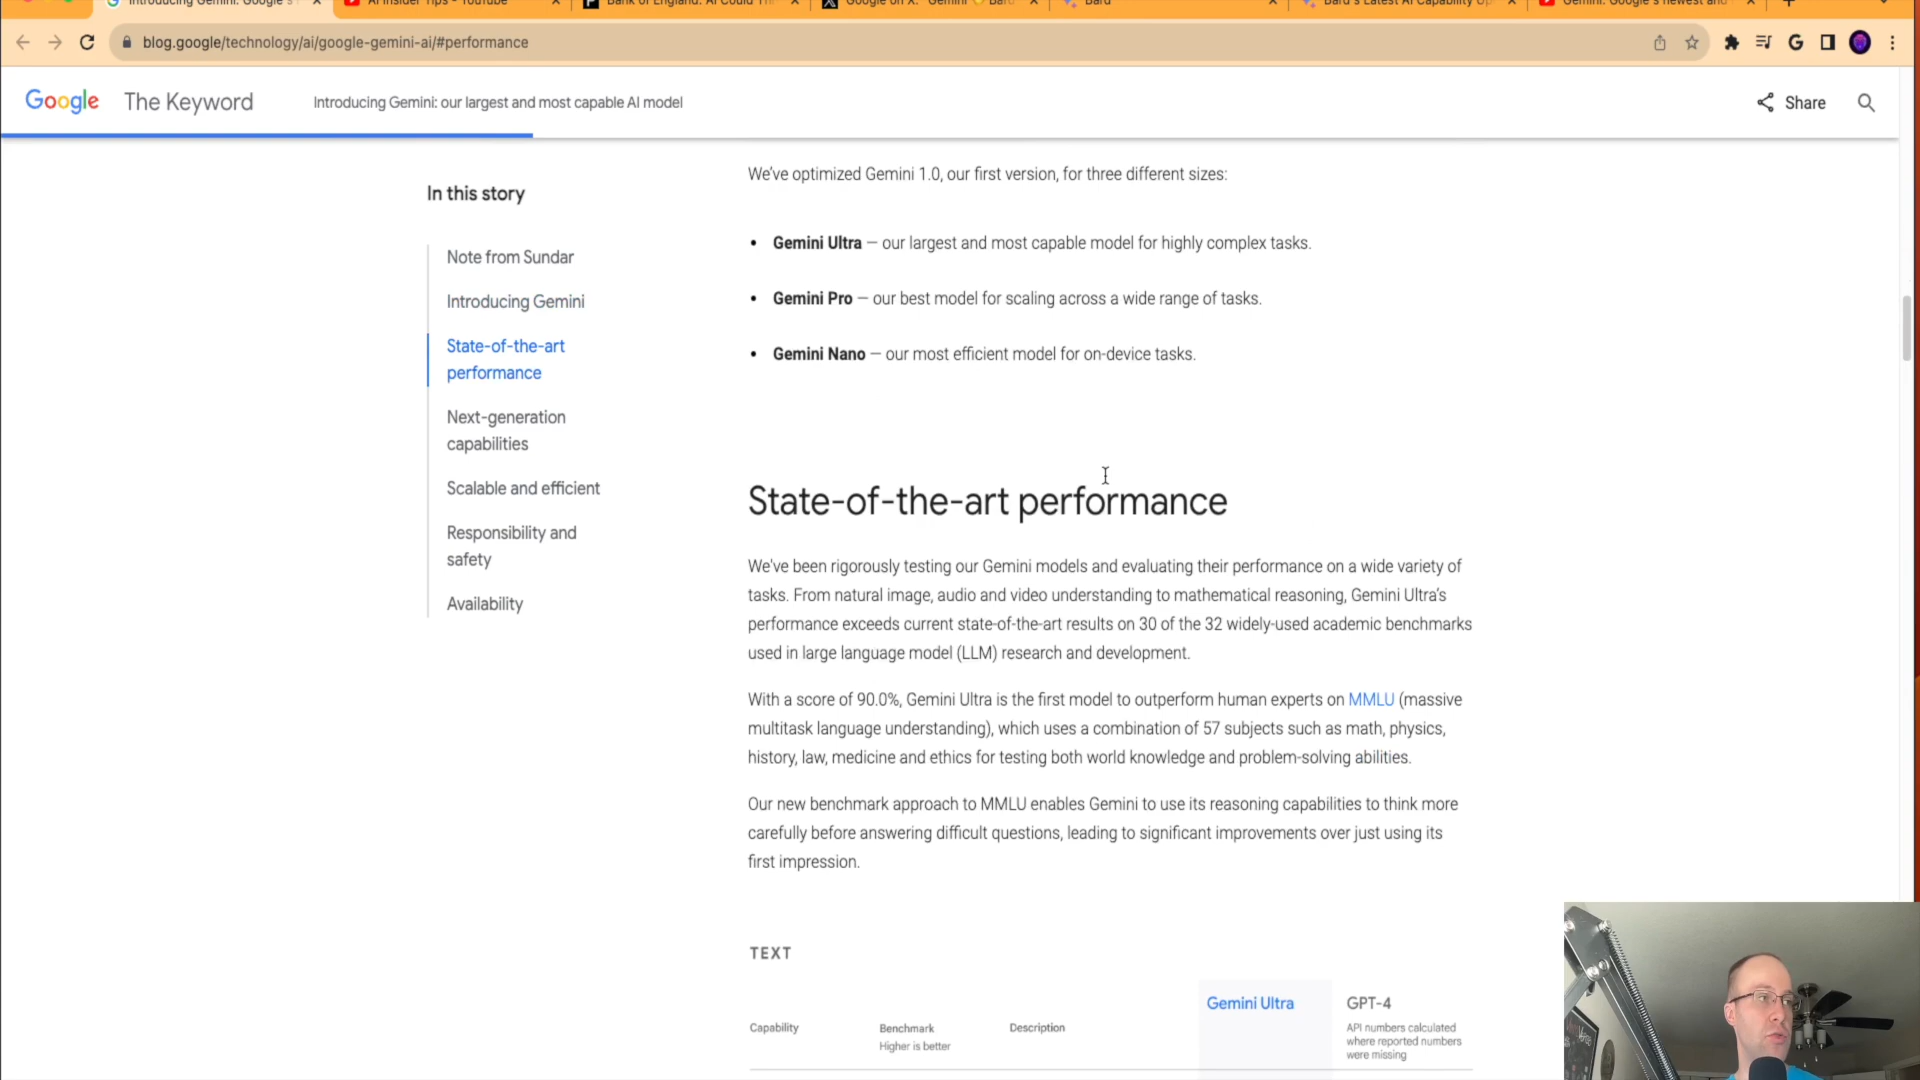 Introducing Gemini: Google's
AI Insider Tips - YouTube
Bank of England: AI Could
Google on X: "Gemini
Bard
Bard
Bard's Latest AI Capability
Gemini: Google's newest and
blog.google/technology/ai/google-gemini-ai/#performance
Google The Keyword
Introducing Gemini: our largest and most capable AI model
Share
In this story
Note from Sundar
Introducing Gemini
State-of-the-art
performance
Next-generation
capabilities
Scalable and efficient
Responsibility and
safety
Availability
We've optimized Gemini 1.0, our first version, for three different sizes:
• Gemini Ultra — our largest and most capable model for highly complex tasks.
• Gemini Pro — our best model for scaling across a wide range of tasks.
• Gemini Nano — our most efficient model for on-device tasks.
State-of-the-art performance
We've been rigorously testing our Gemini models and evaluating their performance on a wide variety of
tasks. From natural image, audio and video understanding to mathematical reasoning, Gemini Ultra's
performance exceeds current state-of-the-art results on 30 of the 32 widely-used academic benchmarks
used in large language model (LLM) research and development.
With a score of 90.0%, Gemini Ultra is the first model to outperform human experts on MMLU (massive
multitask language understanding), which uses a combination of 57 subjects such as math, physics,
history, law, medicine and ethics for testing both world knowledge and problem-solving abilities.
Our new benchmark approach to MMLU enables Gemini to use its reasoning capabilities to think more
carefully before answering difficult questions, leading to significant improvements over just using its
first impression.
TEXT
Capability
Benchmark
Higher is better
Description
Gemini Ultra
GPT-4
API numbers calculated
where reported numbers
were missing